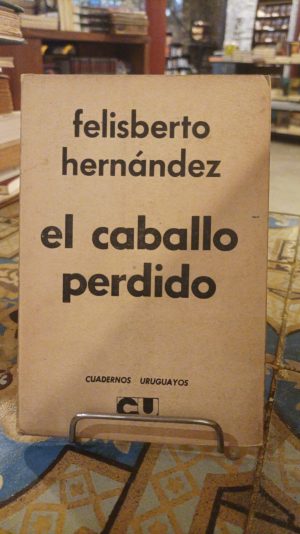 felisberto
hernández
el caballo
perdido
CUADERNOS URUGUAYOS
CU